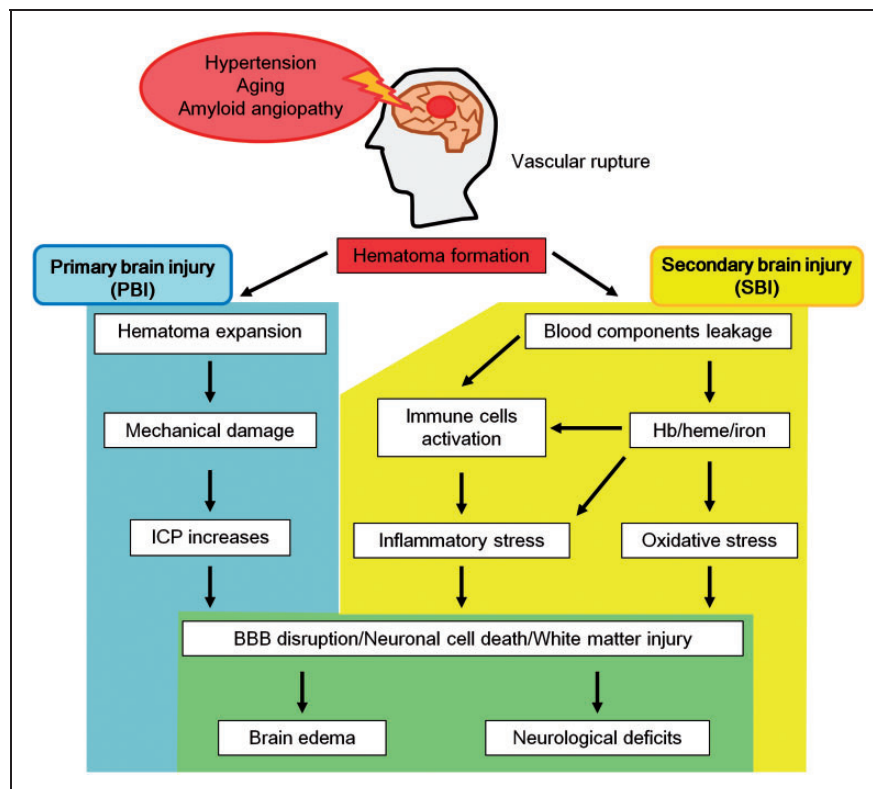 Hypertension
Aging
Amyloid angiopathy
Vascular rupture
Hematoma formation
Primary brain injury
(PBI)
Secondary brain injury
(SBI)
Hematoma expansion
Mechanical damage
ICP increases
Blood components leakage
Immune cells
activation
Hb/heme/iron
Inflammatory stress
Oxidative stress
BBB disruption/Neuronal cell death/White matter injury
Brain edema
Neurological deficits